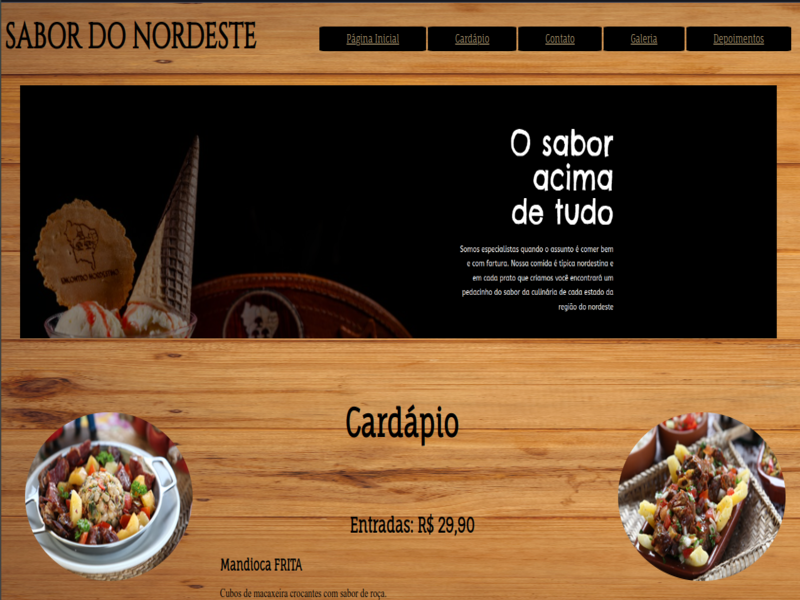 SABOR DO NORDESTE
Página Inicial
Cardápio
Contato
Galeria
Depoimentos
O sabor
acima
de tudo
Somos especialistas quando o assunto é comer bem
e com fartura. Nossa comida é típica nordestina e
em cada prato que criamos você encontrará um
pedacinho do sabor da culinária de cada estado da
região do nordeste
Cardápio
Entradas: R$ 29,90
Mandioca FRITA
Cubos de macaxeira crocantes com sabor de roça.